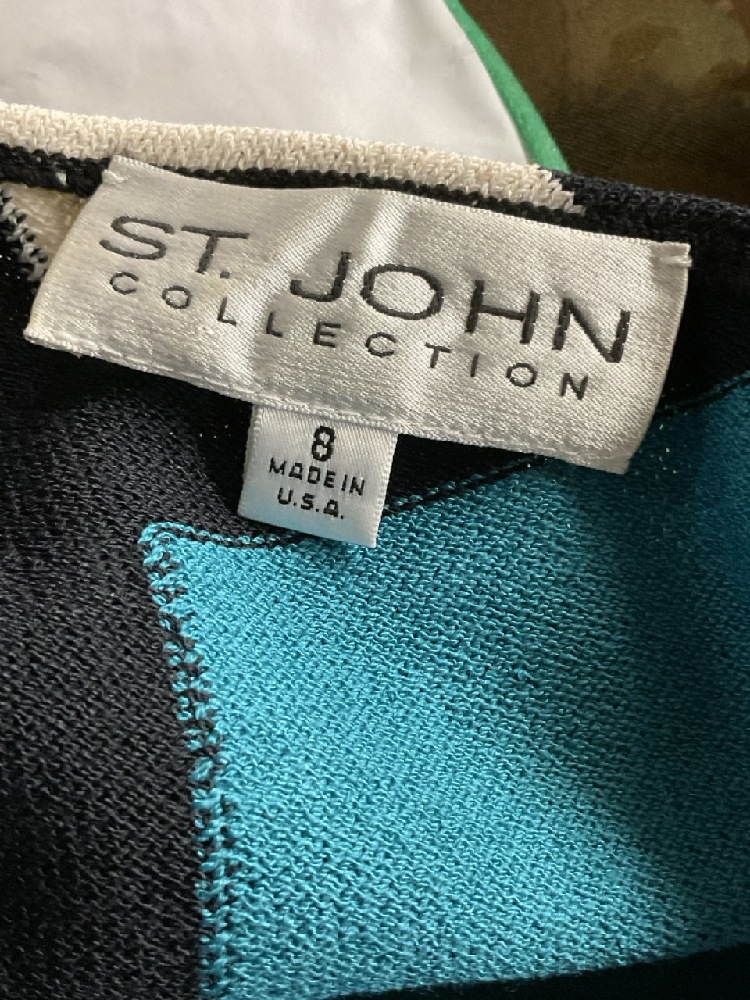 ST. JOHN
COLLECTION
8
MADE IN
U.S.A.